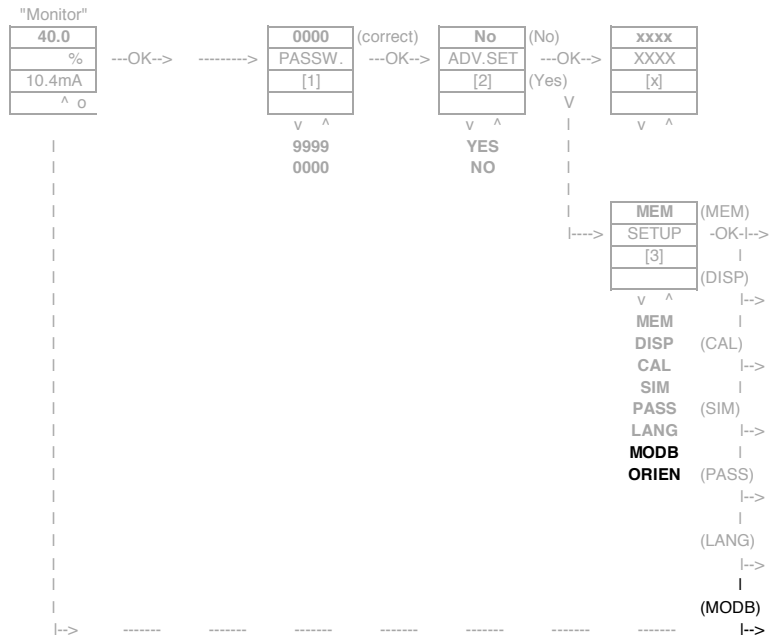 "Monitor"
40.0 0000 (correct) No (No) xxxx
% ---OK--> ---------> PASSW. ---OK--> ADV.SET ---OK--> XXXX
10.4mA [1] [2] (Yes) [x]
^ o V
v ^ v ^ I v ^
I 9999 YES I
I 0000 NO I
I I
I I MEM (MEM)
I I----> SETUP -OK-I-->
I [3] I
I (DISP)
I v ^ I-->
I MEM I
I DISP (CAL)
I CAL I-->
I SIM I
I PASS (SIM)
I LANG I-->
I MODB I
I ORIEN (PASS)
I I-->
I I
I (LANG)
I I-->
I I
I (MODB)
I--> ------- ------- ------- ------- ------- ------- ------- I-->